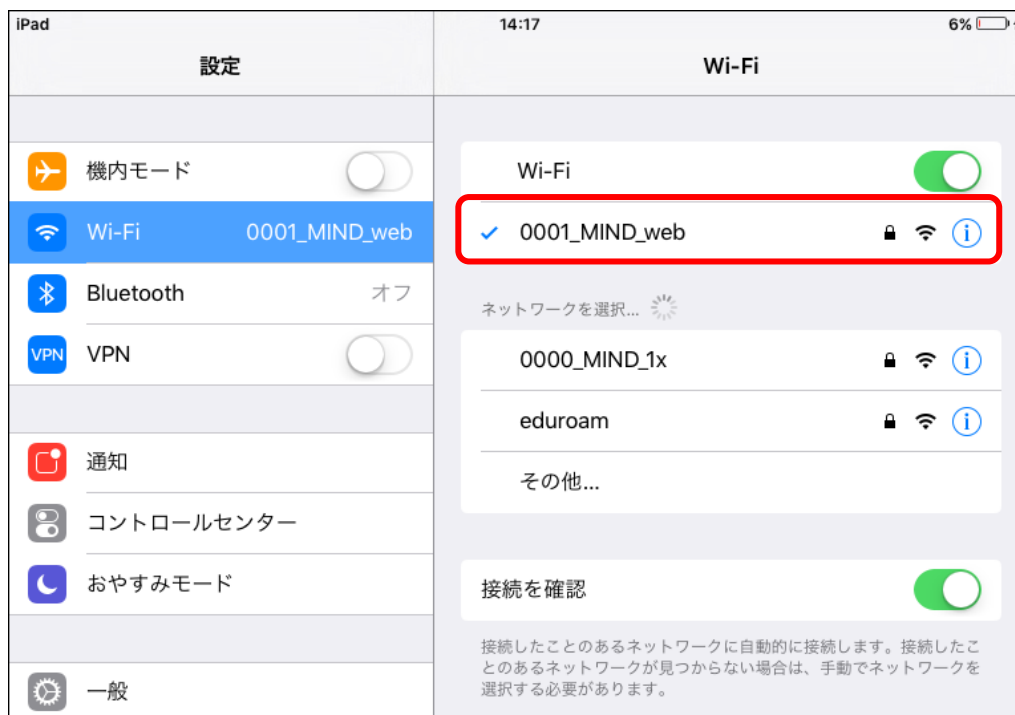 iPad 14:17 6%
設定
機内モード
Wi-Fi 0001_MIND_web
Bluetooth オフ
VPN VPN
通知
コントロールセンター
おやすみモード
一般
Wi-Fi
Wi-Fi
0001_MIND_web
ネットワークを選択...
0000_MIND_1x
eduroam
その他...
接続を確認
接続したことのあるネットワークに自動的に接続します。接続したこ
とのあるネットワークが見つからない場合は、手動でネットワークを
選択する必要があります。